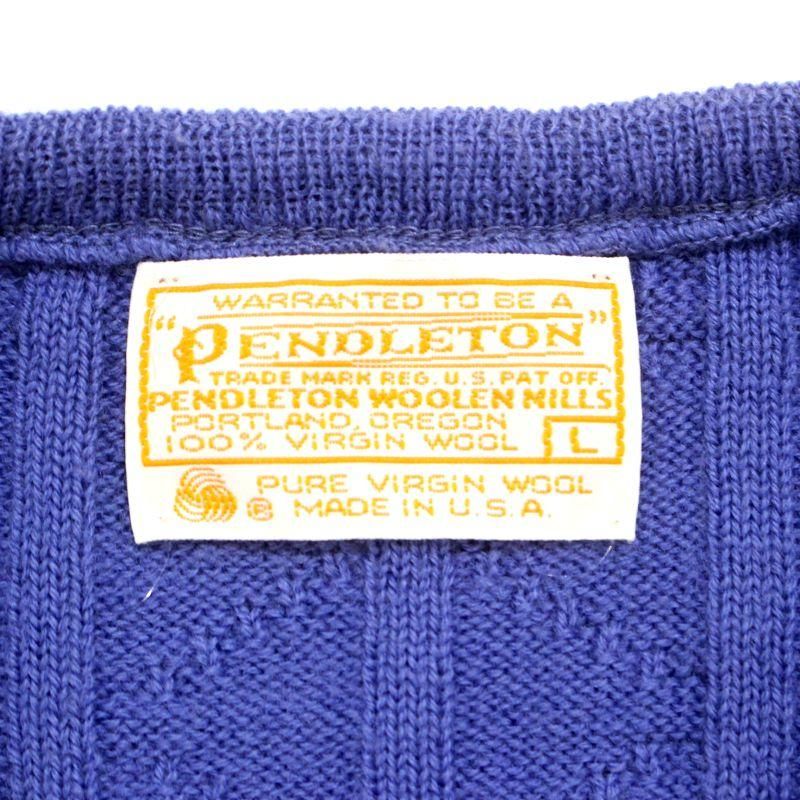 WARRANTED TO BE A
"PENDLETON"
TRADE MARK REG. U.S. PAT OFF.
PENDLETON WOOLEN MILLS
PORTLAND, OREGON
100% VIRGIN WOOL L
PURE VIRGIN WOOL
® MADE IN U.S.A.